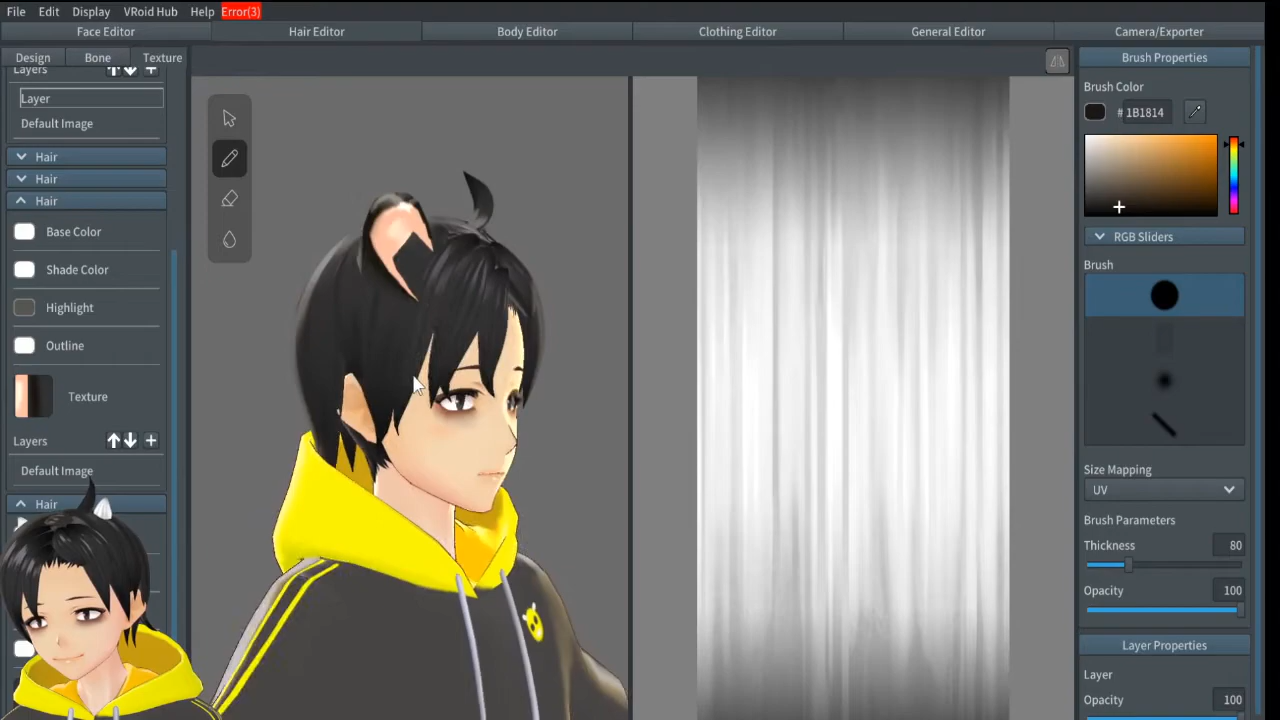 File Edit Display VRoid Hub Help Error(3)
Face Editor Hair Editor Body Editor Clothing Editor General Editor Camera/Exporter
Design Bone Texture
Layers
Layer
Default Image
Hair
Hair
Hair
Base Color
Shade Color
Highlight
Outline
Texture
Layers
Default Image
Hair
Brush Properties
Brush Color
# 1B1814
RGB Sliders
Brush
Size Mapping
UV
Brush Parameters
Thickness 80
Opacity 100
Layer Properties
Layer
Opacity 100